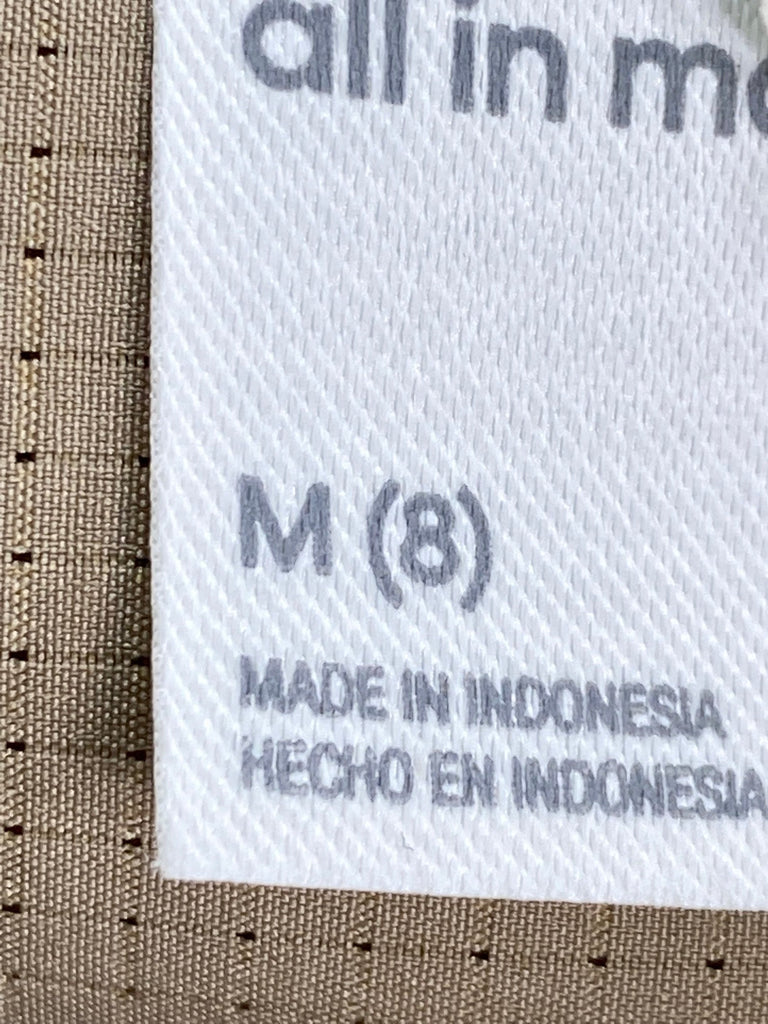 all in
M (8)
MADE IN INDONESIA
HECHO EN INDONESIA